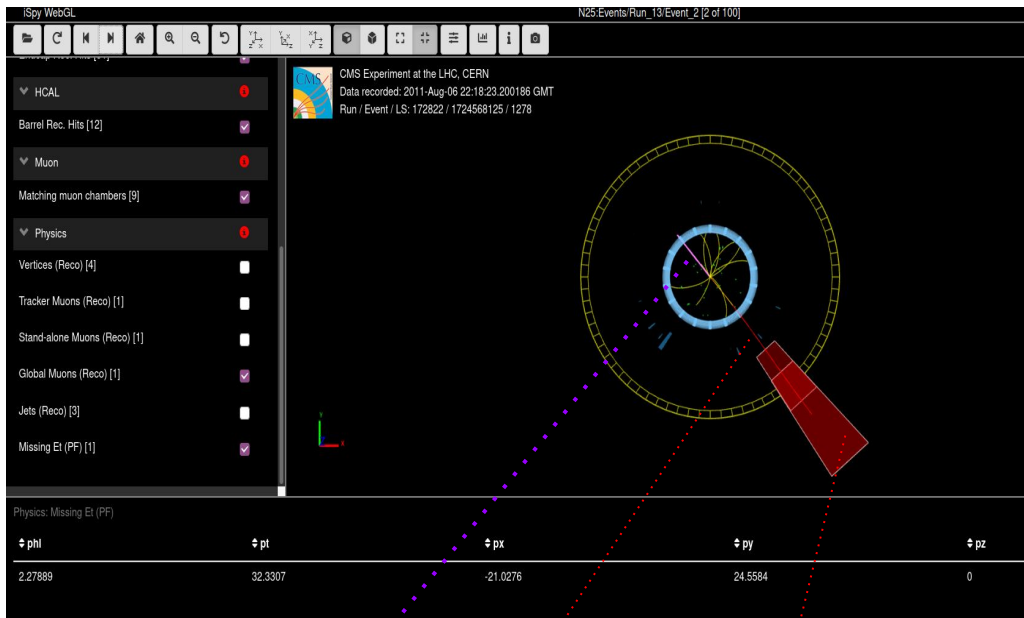 iSpy WebGL
N25:Events/Run_13/Event_2 [2 of 100]
HCAL
Barrel Rec. Hits [12]
Muon
Matching muon chambers [9]
Physics
Vertices (Reco) [4]
Tracker Muons (Reco) [1]
Stand-alone Muons (Reco) [1]
Global Muons (Reco) [1]
Jets (Reco) [3]
Missing Et (PF) [1]
CMS
CMS Experiment at the LHC, CERN
Data recorded: 2011-Aug-06 22:18:23.200186 GMT
Run / Event / LS: 172822 / 1724568125 / 1278
Physics: Missing Et (PF)
phi pt px py pz
2.27889 32.3307 -21.0276 24.5584 0